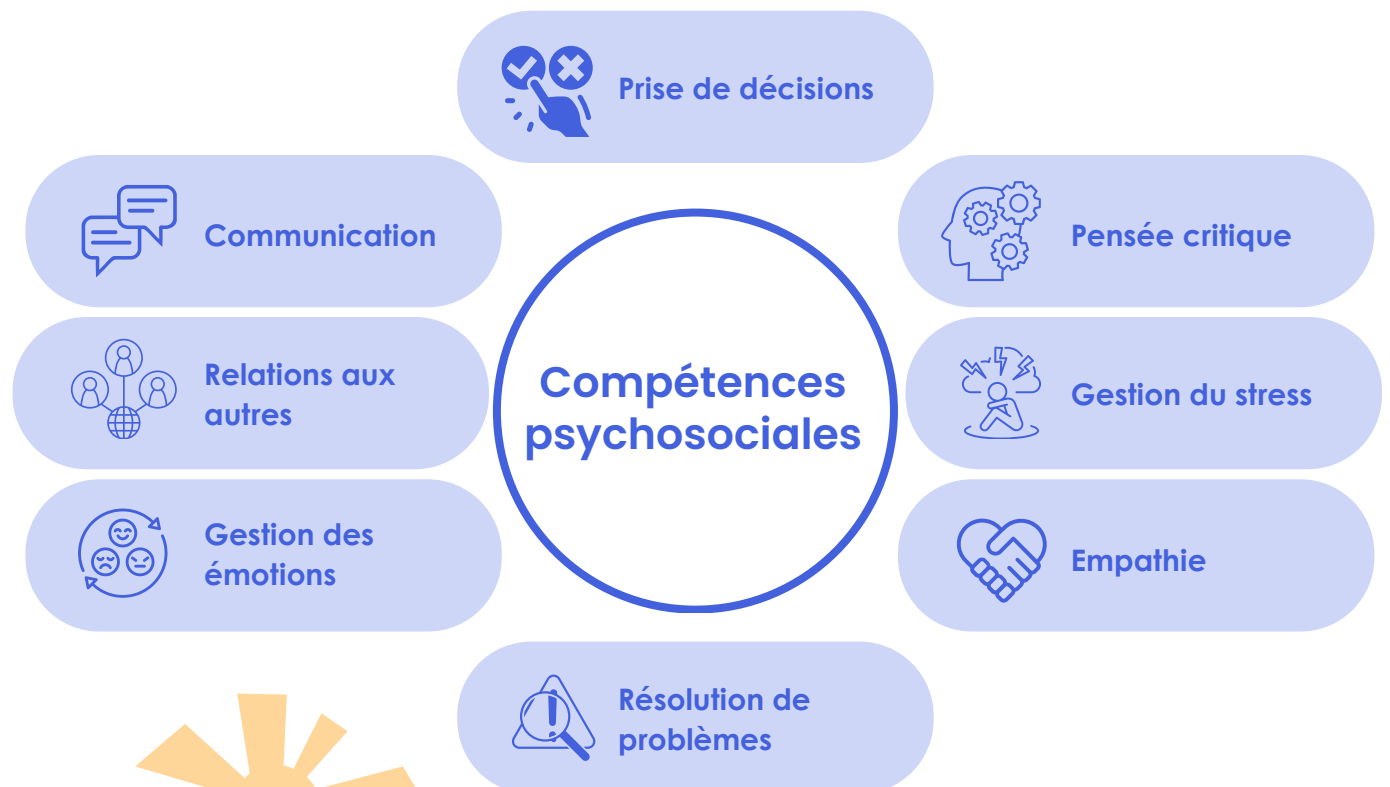 Prise de décisions
Communication
Pensée critique
Relations aux
autres
Compétences
psychosociales
Gestion du stress
Gestion des
émotions
Empathie
Résolution de
problèmes